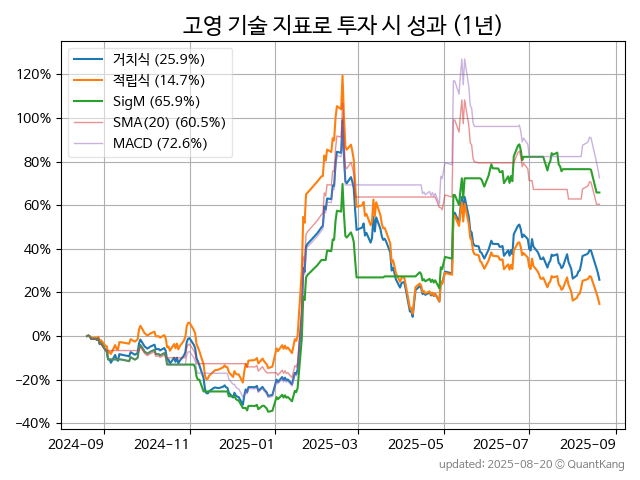 고영 기술 지표로 투자 시 성과 (1년)
거치식 (25.9%)
적립식 (14.7%)
SigM (65.9%)
SMA(20) (60.5%)
MACD (72.6%)
120%
100%
80%
60%
40%
20%
0%
−20%
−40%
2024-09 2024-11 2025-01 2025-03 2025-05 2025-07 2025-09
updated: 2025-08-20 © QuantKang